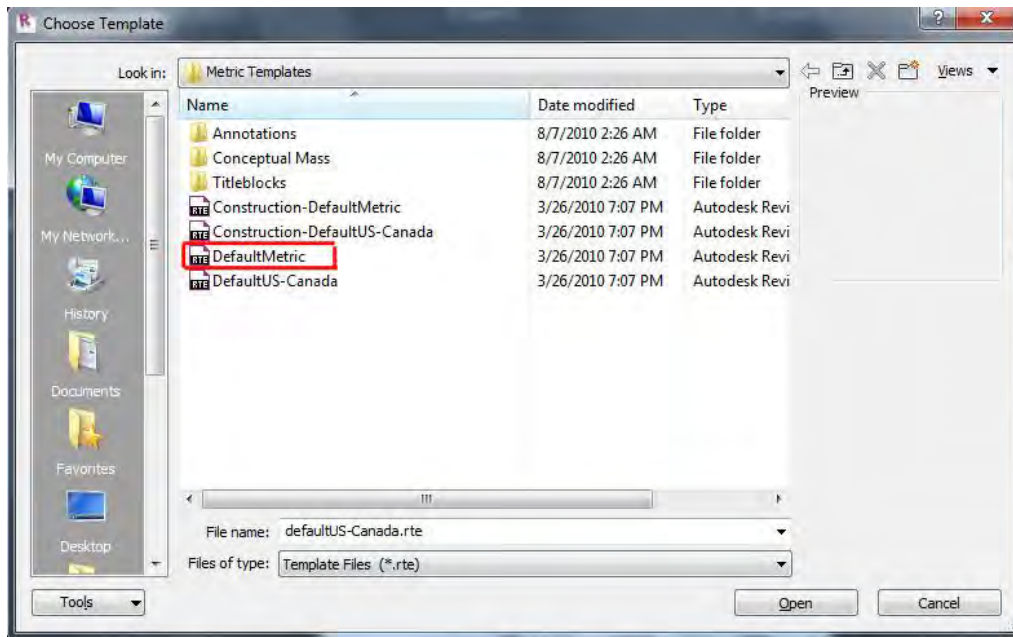 Choose Template
Look in: Metric Templates Views
Preview
Name Date modified Type
Annotations 8/7/2010 2:26 AM File folder
Conceptual Mass 8/7/2010 2:26 AM File folder
Titleblocks 8/7/2010 2:26 AM File folder
RTE Construction-DefaultMetric 3/26/2010 7:07 PM Autodesk Revi
RTE Construction-DefaultUS-Canada 3/26/2010 7:07 PM Autodesk Revi
RTE DefaultMetric 3/26/2010 7:07 PM Autodesk Revi
RTE DefaultUS-Canada 3/26/2010 7:07 PM Autodesk Revi
My Computer
My Network...
History
Documents
Favorites
Desktop
File name: defaultUS-Canada.rte
Files of type: Template Files (*.rte)
Tools Open Cancel